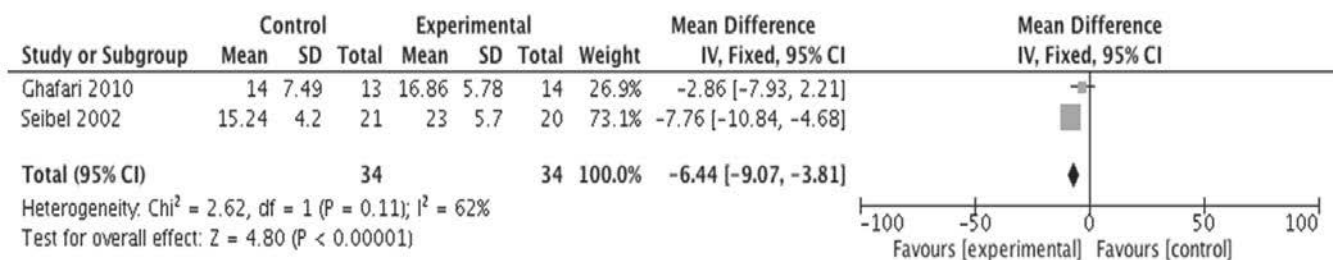 Control Experimental Mean Difference Mean Difference
Study or Subgroup Mean SD Total Mean SD Total Weight IV, Fixed, 95% CI IV, Fixed, 95% CI
Ghafari 2010 14 7.49 13 16.86 5.78 14 26.9% -2.86 [-7.93, 2.21]
Seibel 2002 15.24 4.2 21 23 5.7 20 73.1% -7.76 [-10.84, -4.68]
Total (95% CI) 34 34 100.0% -6.44 [-9.07, -3.81]
Heterogeneity: Chi² = 2.62, df = 1 (P = 0.11); I² = 62%
Test for overall effect: Z = 4.80 (P < 0.00001)
-100 -50 0 50 100
Favours [experimental] Favours [control]